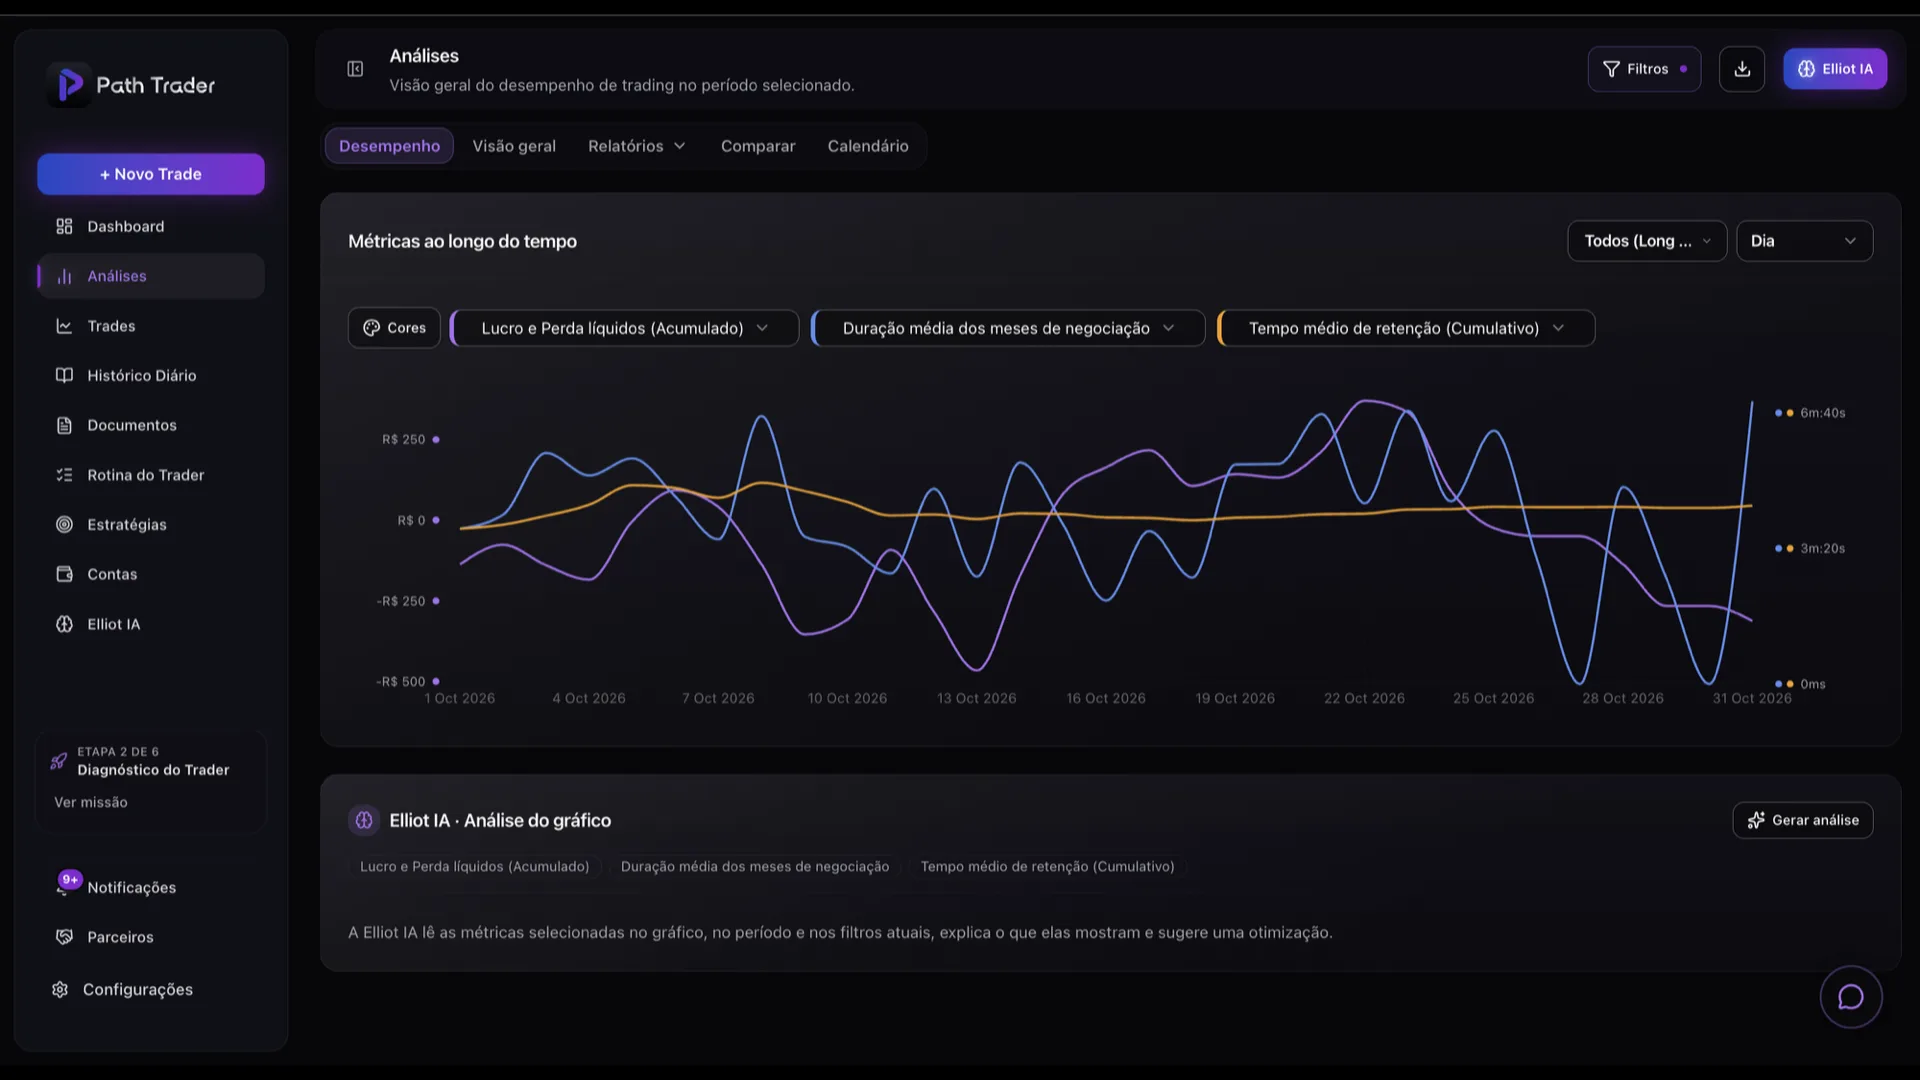 Path Trader
+ Novo Trade
Dashboard
Análises
Trades
Histórico Diário
Documentos
Rotina do Trader
Estratégias
Contas
Elliot IA
ETAPA 2 DE 6
Diagnóstico do Trader
Ver missão
9+
Notificações
Parceiros
Configurações
Análises
Visão geral do desempenho de trading no período selecionado.
Filtros
Elliot IA
Desempenho Visão geral Relatórios Comparar Calendário
Métricas ao longo do tempo
Todos (Long ...
Dia
Cores
Lucro e Perda líquidos (Acumulado)
Duração média dos meses de negociação
Tempo médio de retenção (Cumulativo)
R$ 250
R$ 0
-R$ 250
-R$ 500
6m:40s
3m:20s
0ms
1 Oct 2026 4 Oct 2026 7 Oct 2026 10 Oct 2026 13 Oct 2026 16 Oct 2026 19 Oct 2026 22 Oct 2026 25 Oct 2026 28 Oct 2026 31 Oct 2026
Elliot IA · Análise do gráfico
Gerar análise
Lucro e Perda líquidos (Acumulado) Duração média dos meses de negociação Tempo médio de retenção (Cumulativo)
A Elliot IA lê as métricas selecionadas no gráfico, no período e nos filtros atuais, explica o que elas mostram e sugere uma otimização.